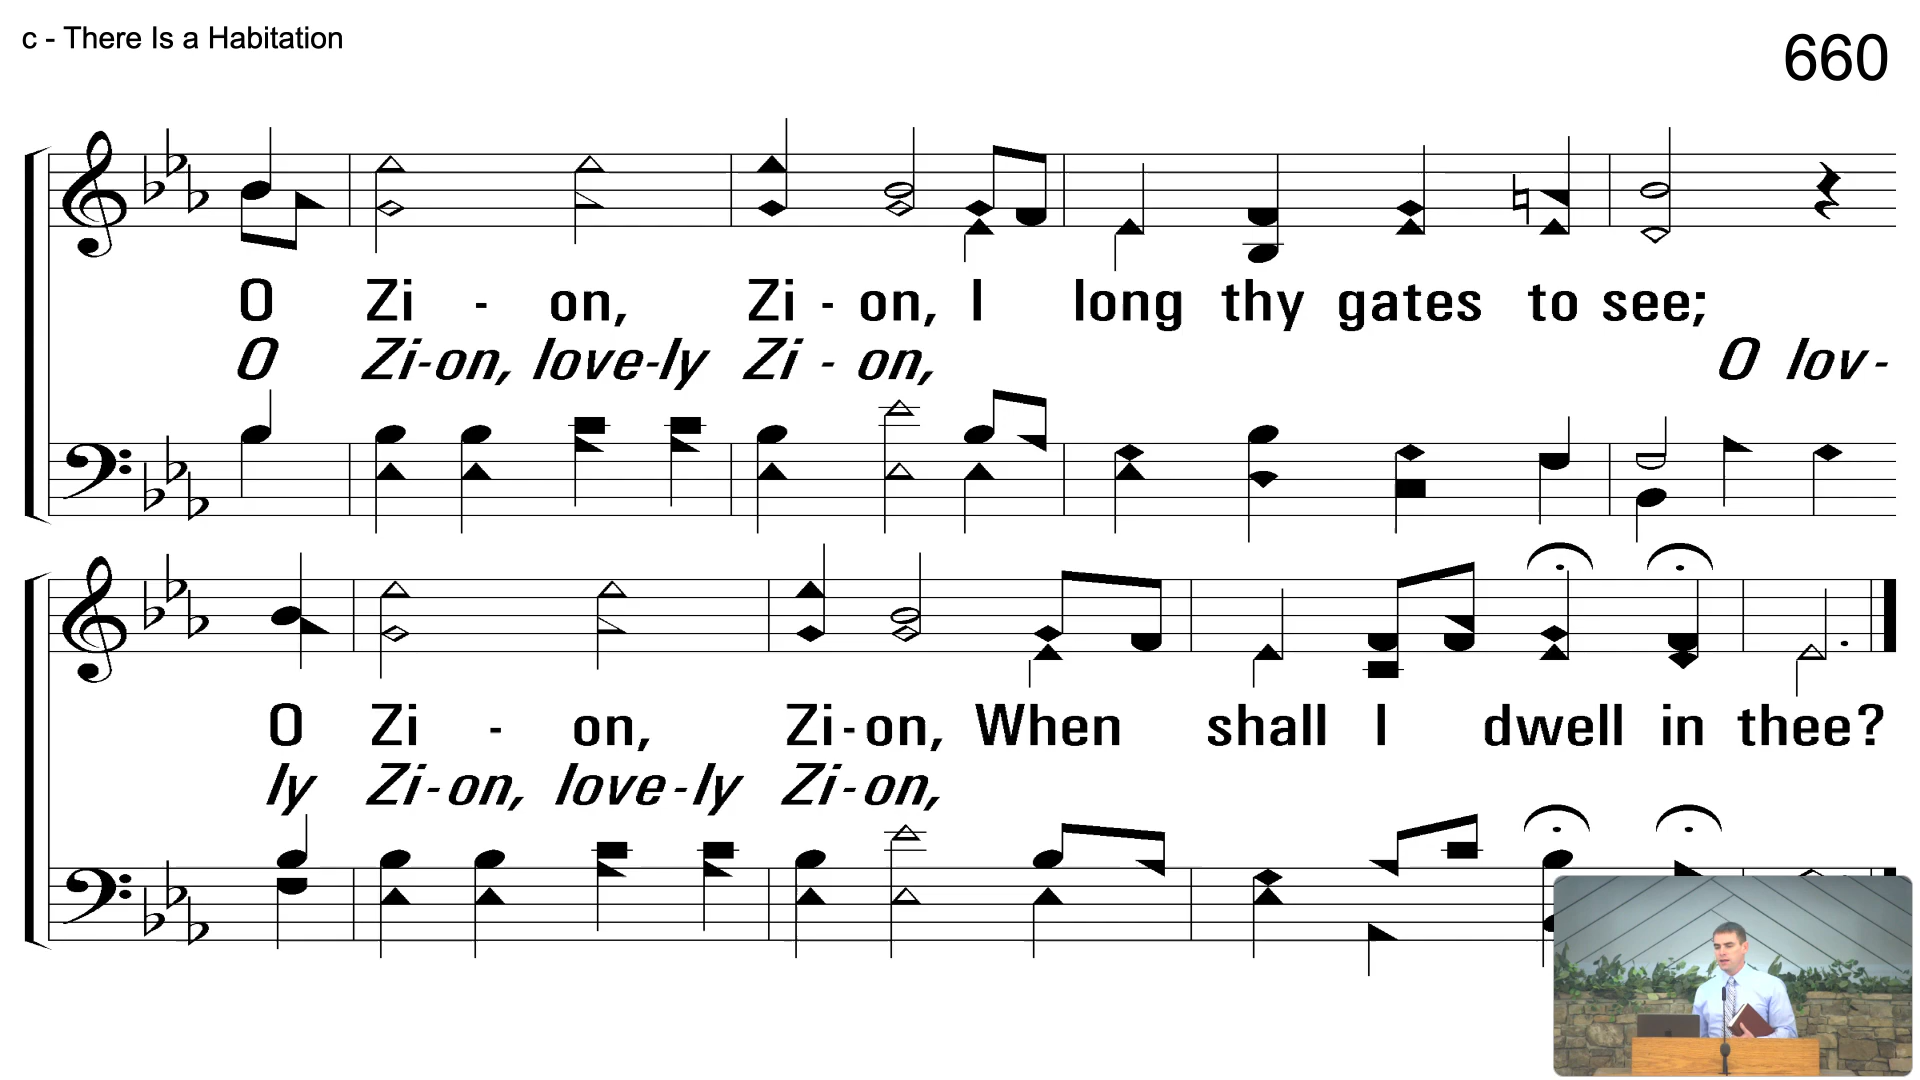 c - There Is a Habitation
660
O Zi - on, Zi - on, I long thy gates to see;
O Zi-on, love-ly Zi - on, O lov-
O Zi - on, Zi-on, When shall I dwell in thee?
ly Zi-on, love-ly Zi-on,